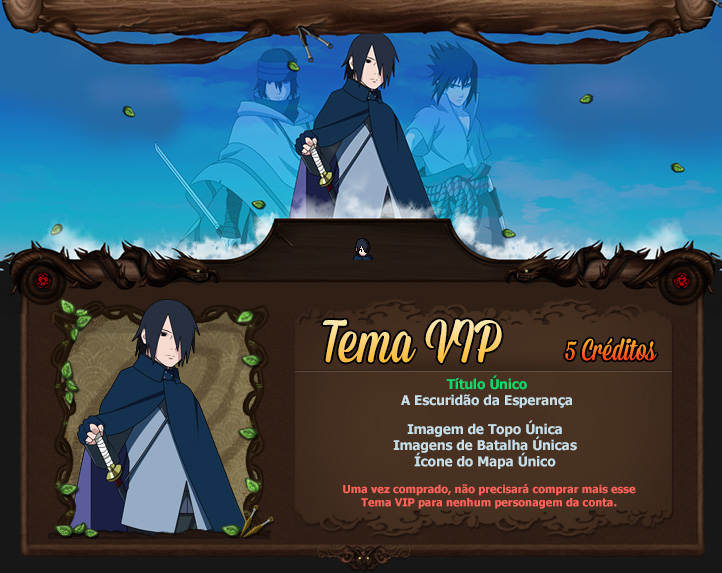 Tema VIP
5 Créditos
Título Único
A Escuridão da Esperança
Imagem de Topo Única
Imagens de Batalha Únicas
Ícone do Mapa Único
Uma vez comprado, não precisará comprar mais esse
Tema VIP para nenhum personagem da conta.